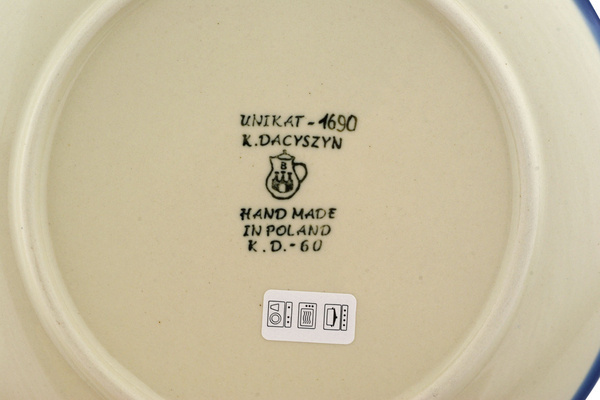 UNIKAT - 1690
K. DACYSZYN
B
HAND MADE
IN POLAND
K. D. - 60